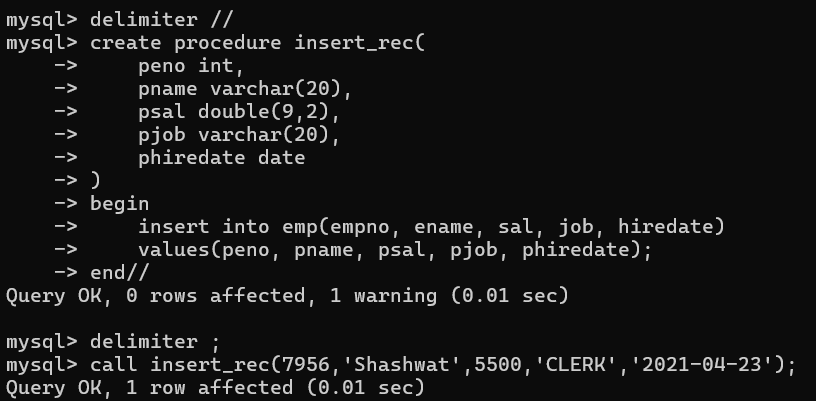 mysql> delimiter //
mysql> create procedure insert_rec(
    ->     peno int,
    ->     pname varchar(20),
    ->     psal double(9,2),
    ->     pjob varchar(20),
    ->     phiredate date
    -> )
    -> begin
    ->     insert into emp(empno, ename, sal, job, hiredate)
    ->     values(peno, pname, psal, pjob, phiredate);
    -> end//
Query OK, 0 rows affected, 1 warning (0.01 sec)

mysql> delimiter ;
mysql> call insert_rec(7956,'Shashwat',5500,'CLERK','2021-04-23');
Query OK, 1 row affected (0.01 sec)